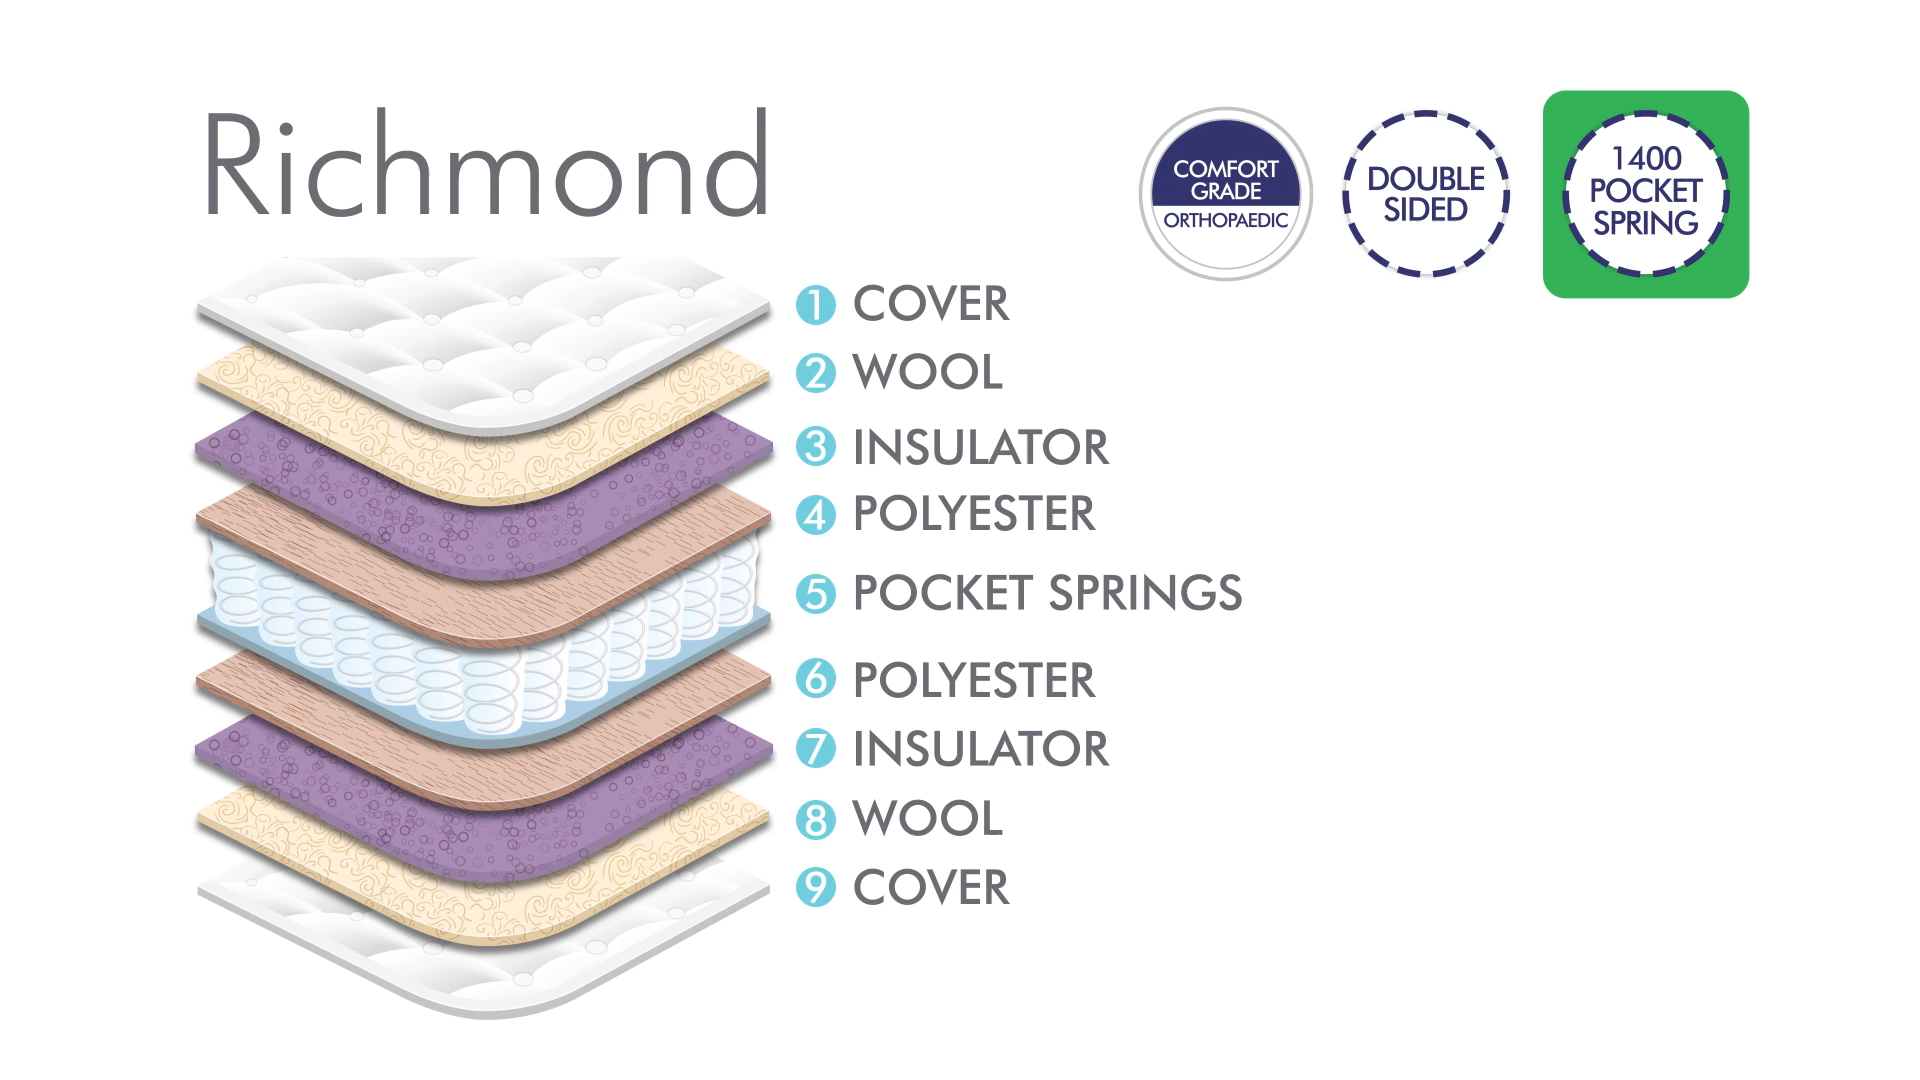 Richmond
COMFORT
GRADE
ORTHOPAEDIC
DOUBLE
SIDED
1400
POCKET
SPRING
1 COVER
2 WOOL
3 INSULATOR
4 POLYESTER
5 POCKET SPRINGS
6 POLYESTER
7 INSULATOR
8 WOOL
9 COVER